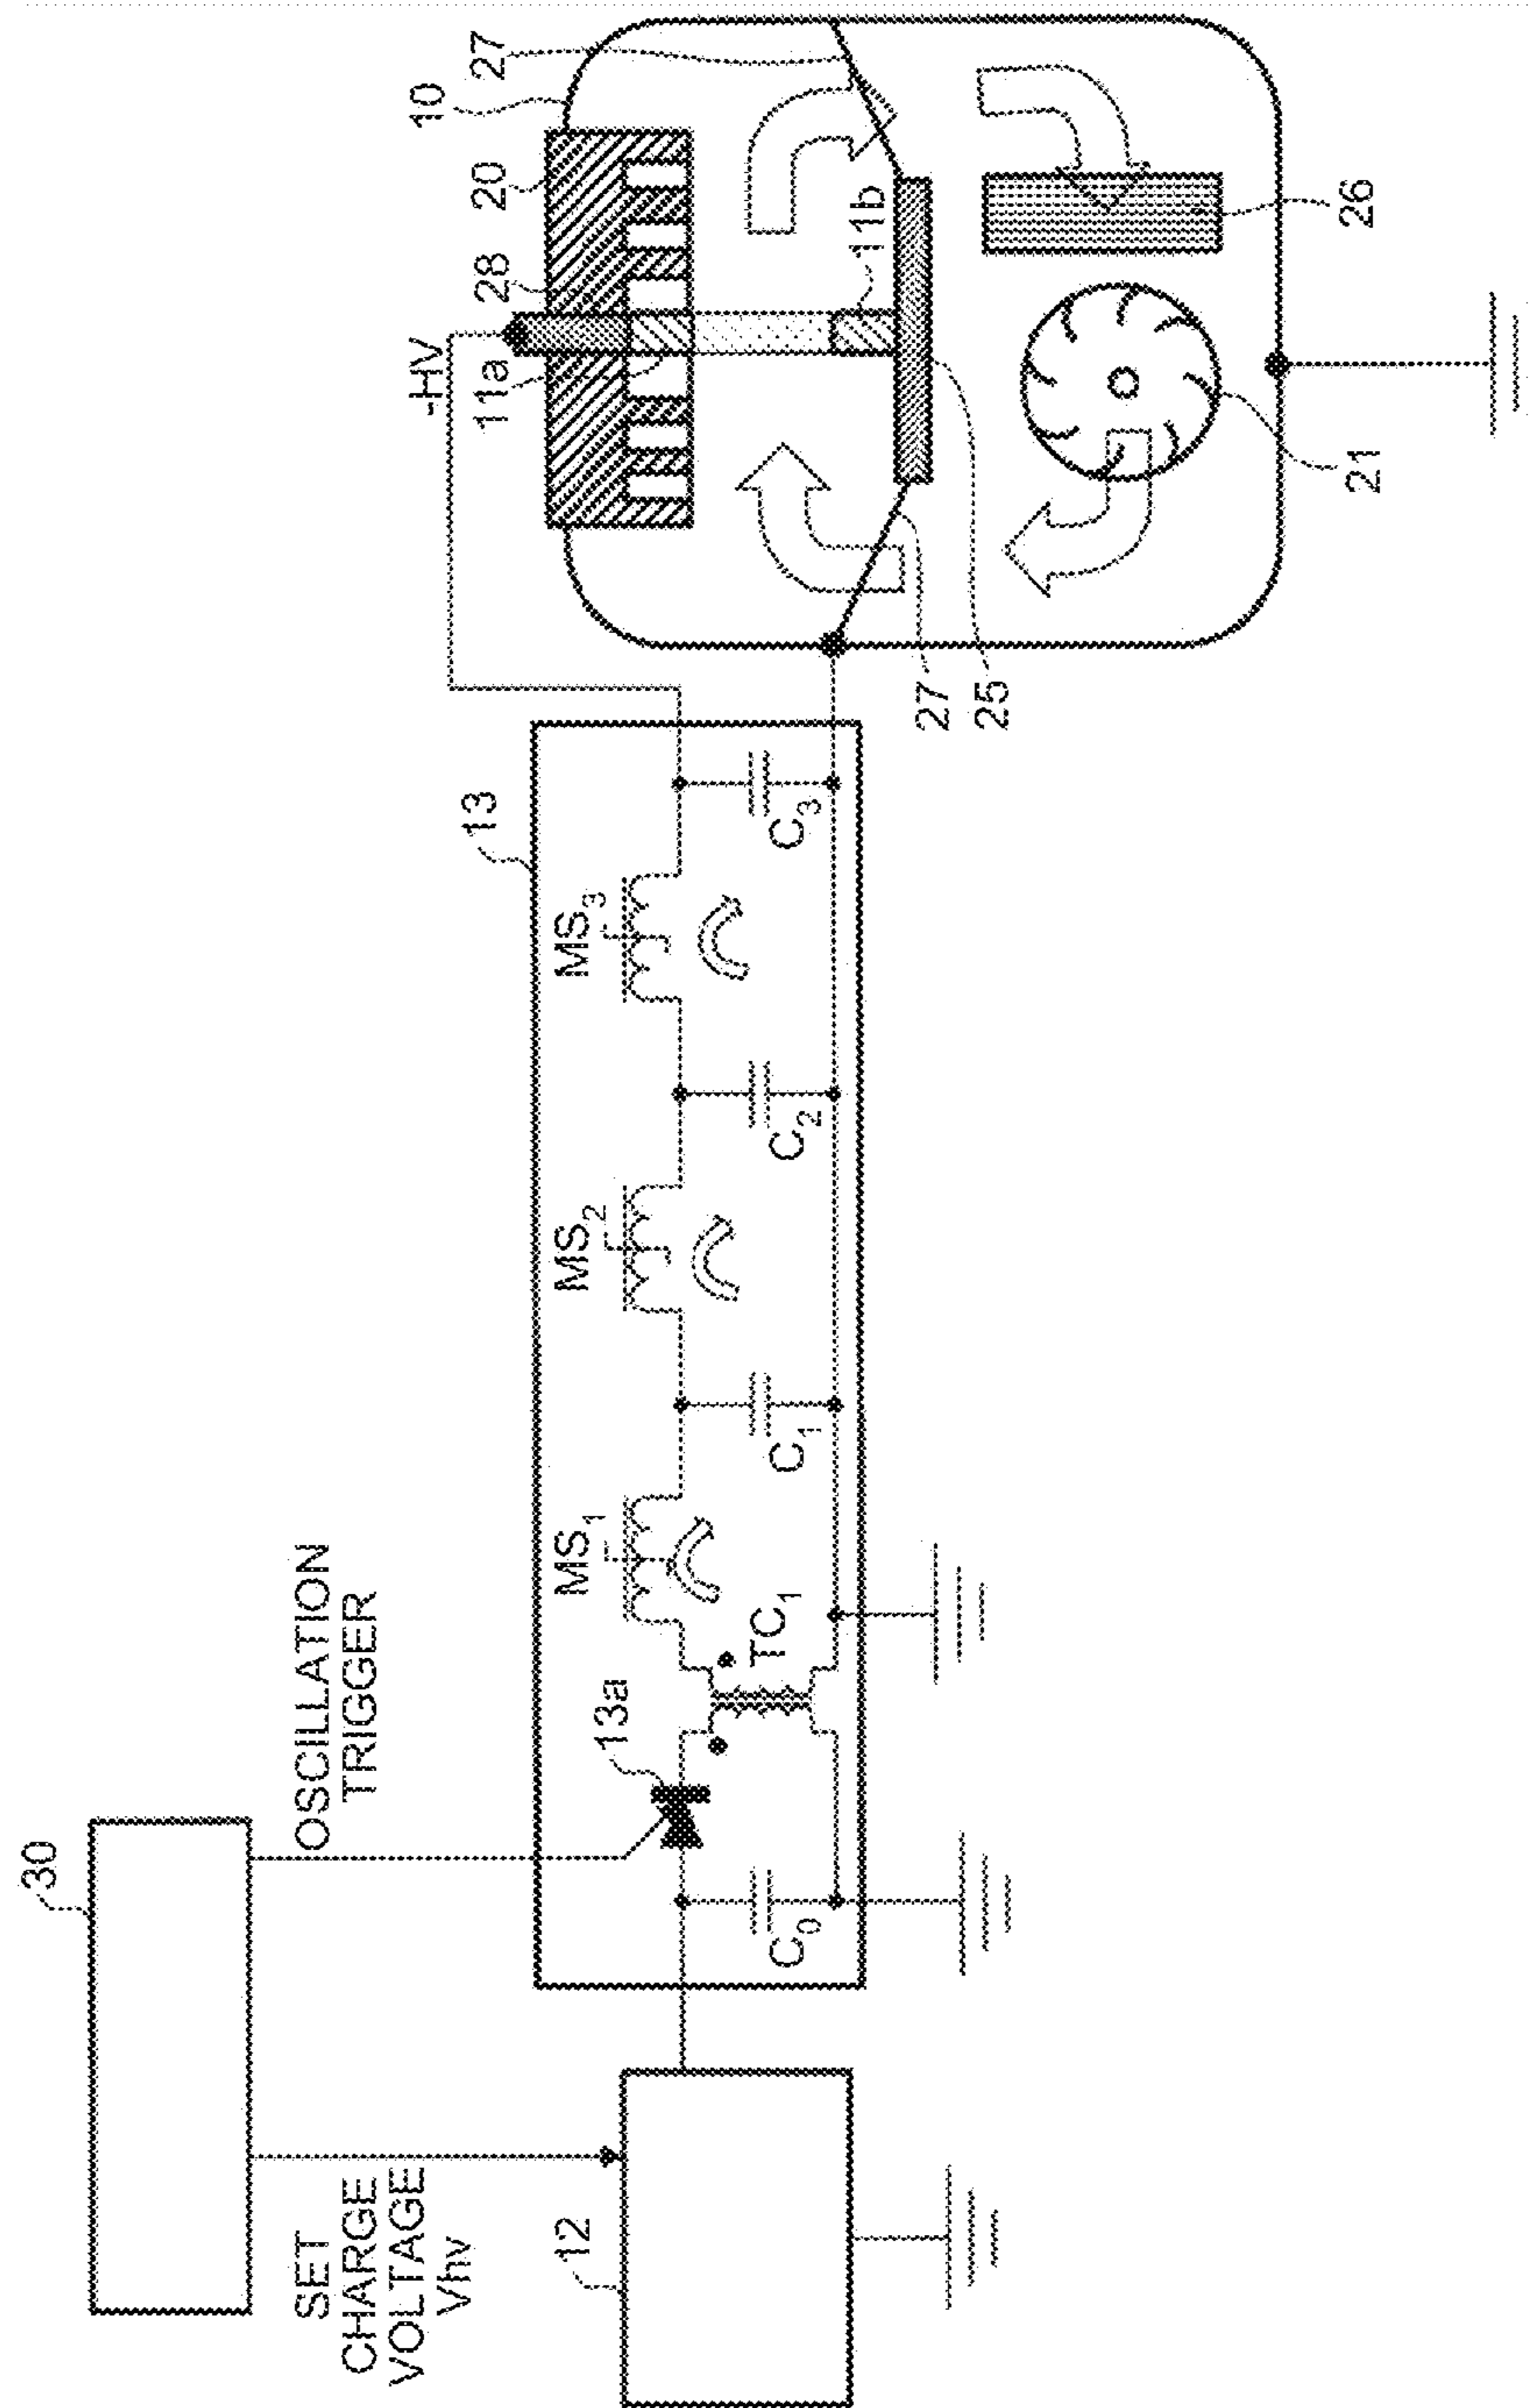 30
SET
CHARGE
VOLTAGE
Vhv
OSCILLATION
TRIGGER
12
13
13a
C0
TC1
MS1
C1
MS2
C2
MS3
C3
-HV
11a
28
20
10
27
11b
27
25
21
26